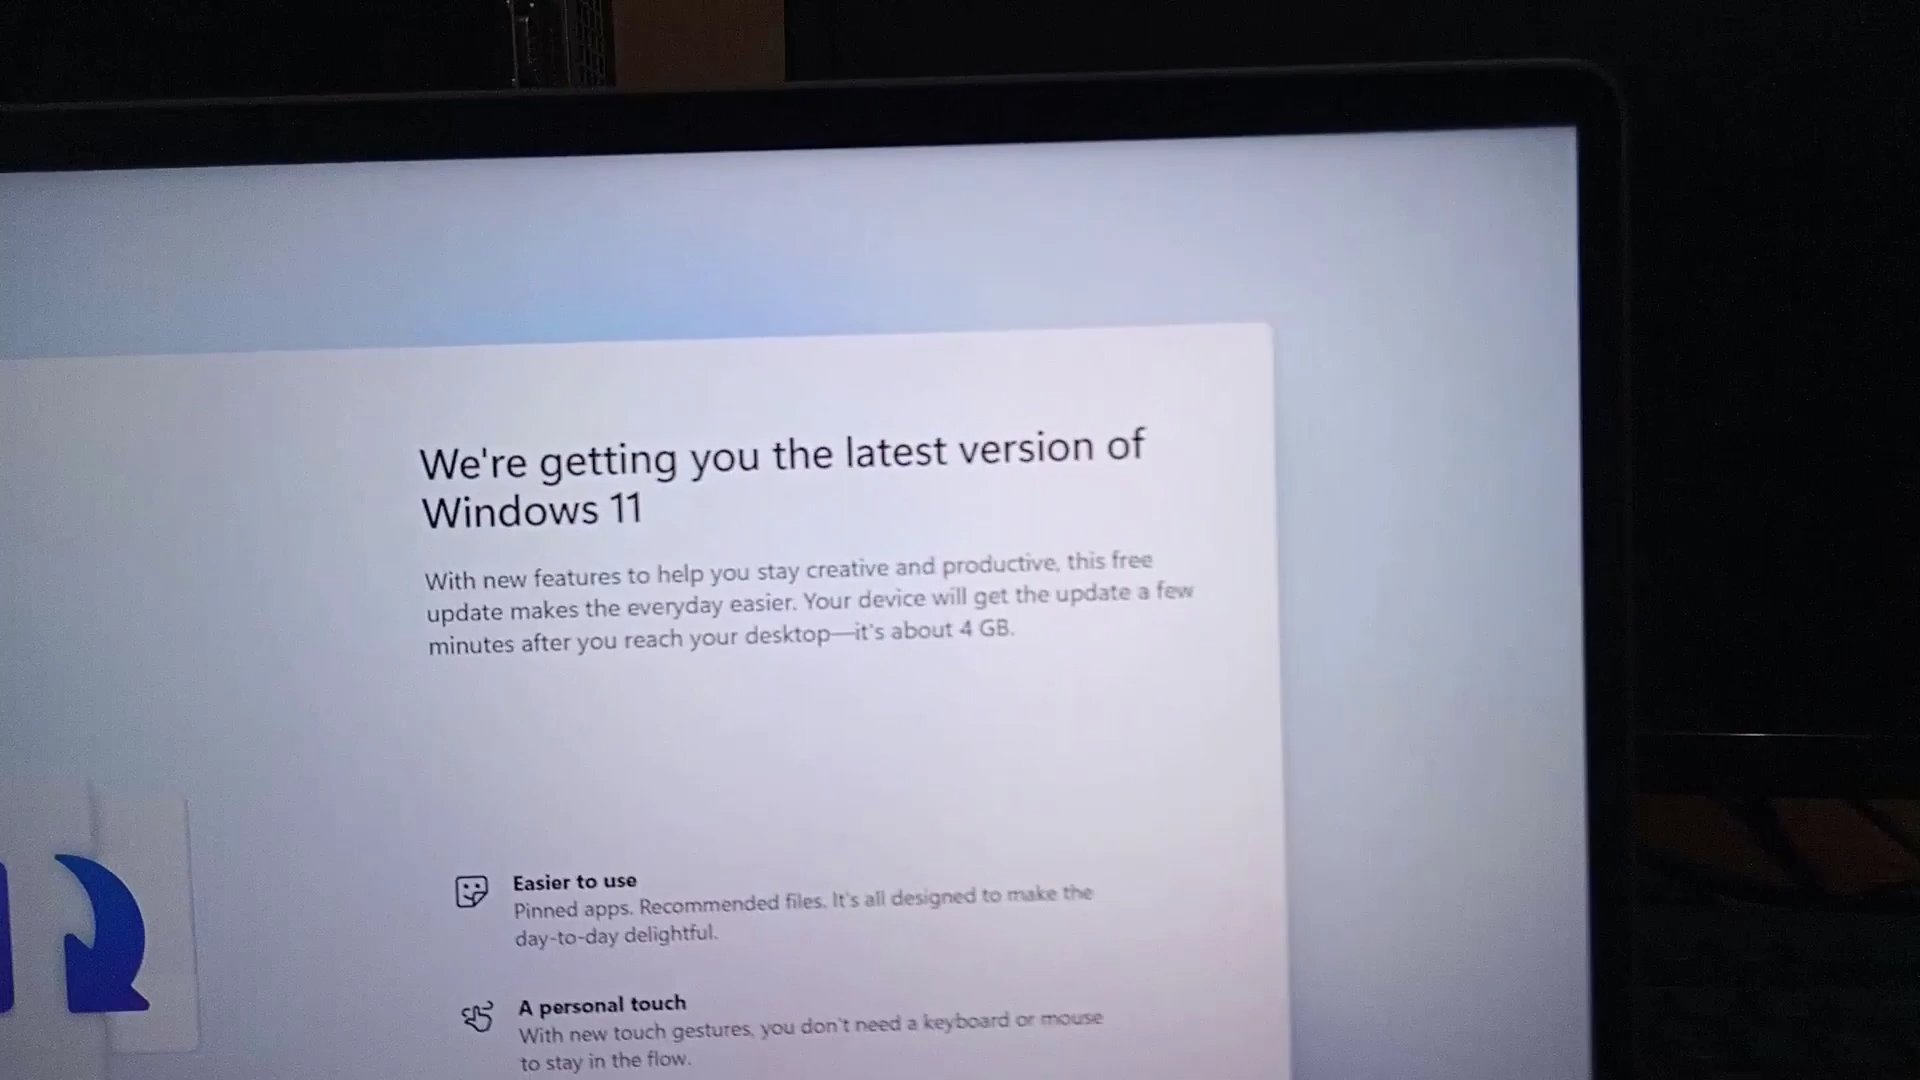 We're getting you the latest version of
Windows 11
With new features to help you stay creative and productive, this free
update makes the everyday easier. Your device will get the update a few
minutes after you reach your desktop—it's about 4 GB.
Easier to use
Pinned apps. Recommended files. It's all designed to make the
day-to-day delightful.
A personal touch
With new touch gestures, you don't need a keyboard or mouse
to stay in the flow.